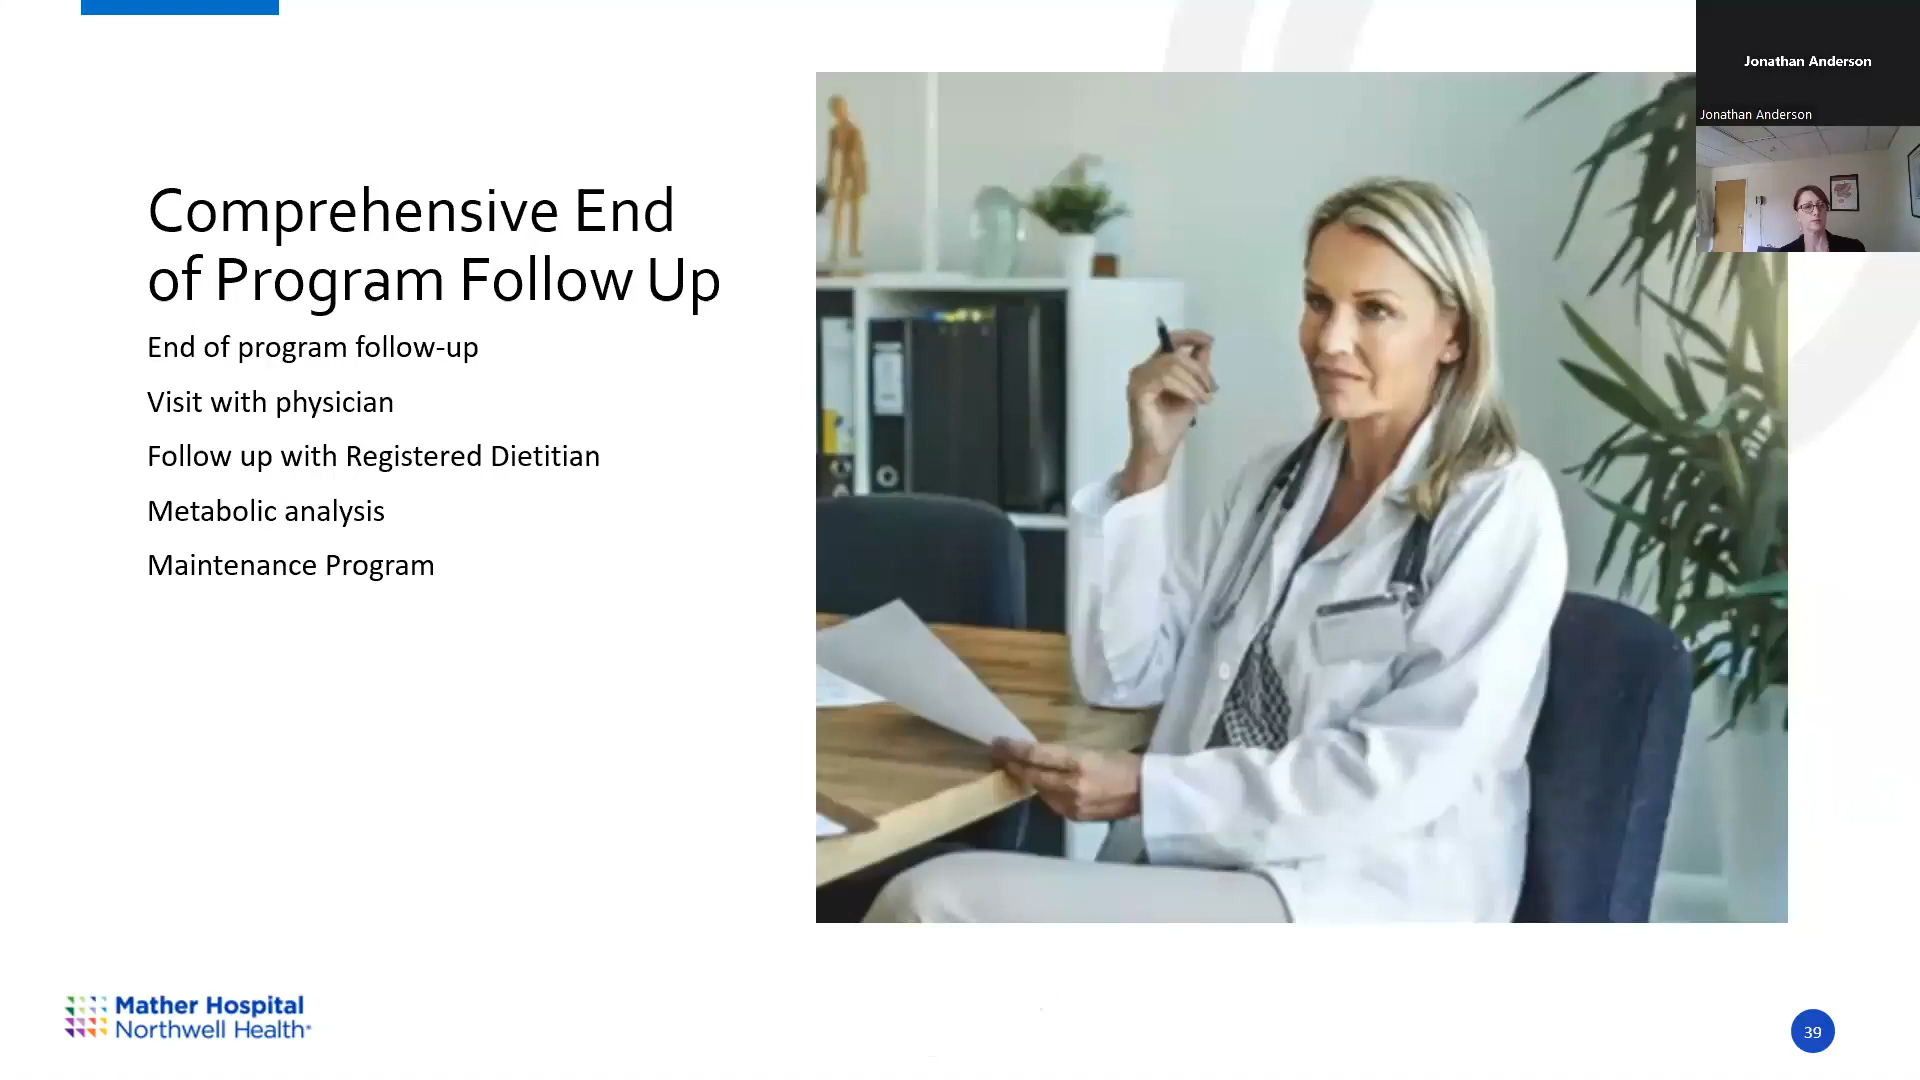 Comprehensive End
of Program Follow Up
End of program follow-up
Visit with physician
Follow up with Registered Dietitian
Metabolic analysis
Maintenance Program
Jonathan Anderson
Jonathan Anderson
Mather Hospital
Northwell Health
39